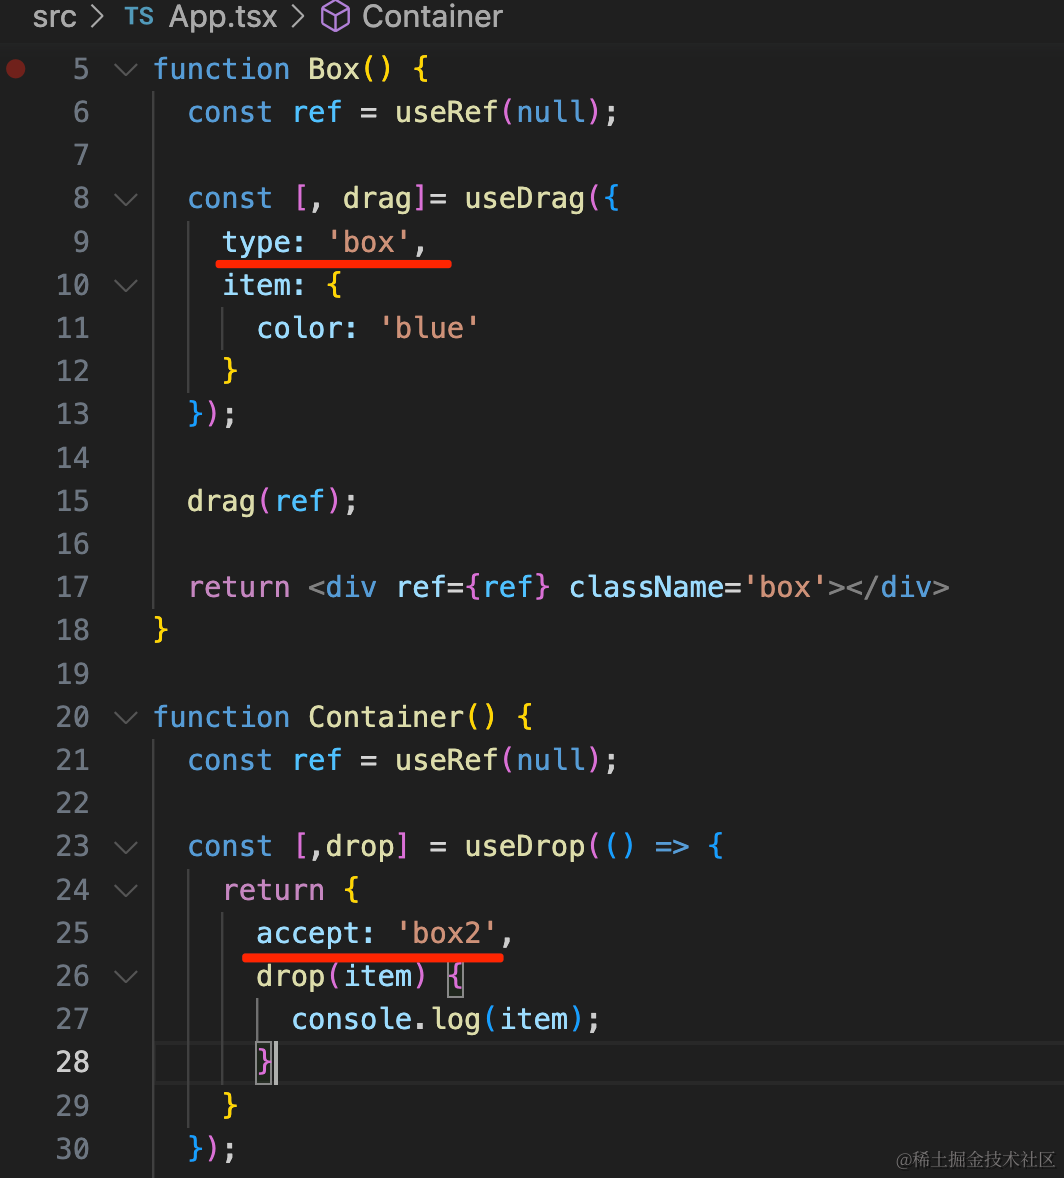 src > TS App.tsx > Container
5 function Box() {
6 const ref = useRef(null);
7
8 const [, drag]= useDrag({
9 type: 'box',
10 item: {
11 color: 'blue'
12 }
13 });
14
15 drag(ref);
16
17 return <div ref={ref} className='box'></div>
18 }
19
20 function Container() {
21 const ref = useRef(null);
22
23 const [,drop] = useDrop(() => {
24 return {
25 accept: 'box2',
26 drop(item) {
27 console.log(item);
28 }
29 }
30 });
@稀土掘金技术社区